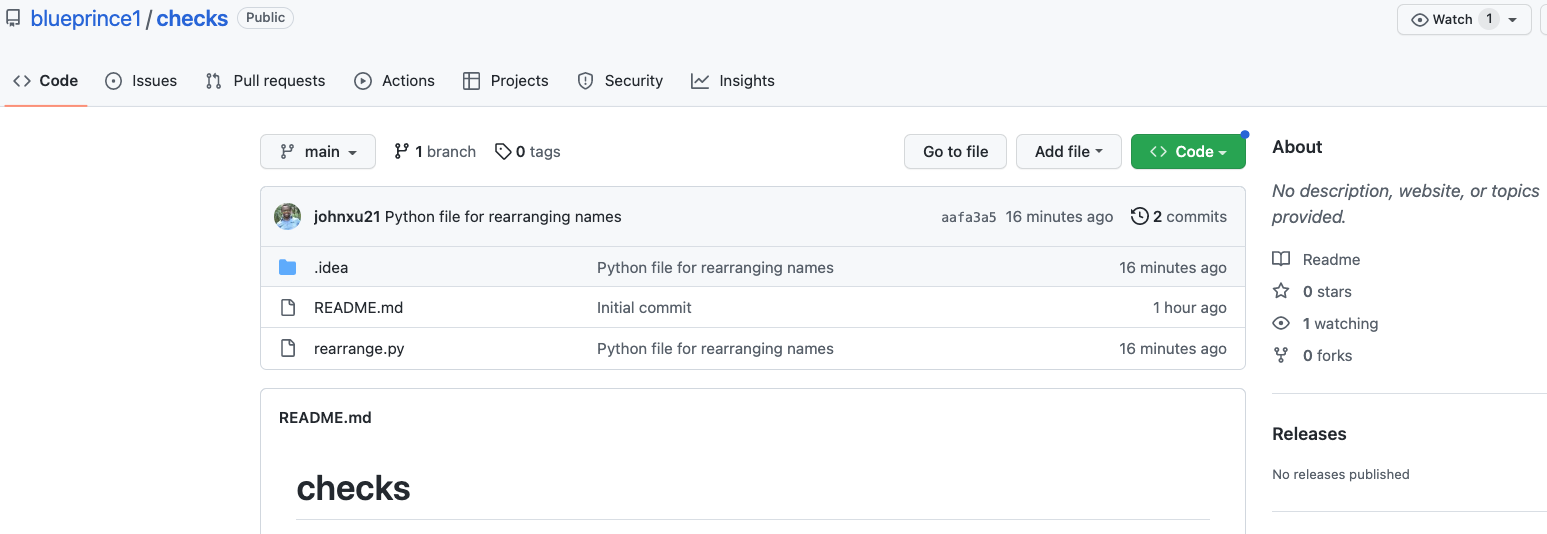 blueprince1 / checks Public Watch 1
Code Issues Pull requests Actions Projects Security Insights
main 1 branch 0 tags Go to file Add file Code
johnxu21 Python file for rearranging names aafa3a5 16 minutes ago 2 commits
.idea Python file for rearranging names 16 minutes ago
README.md Initial commit 1 hour ago
rearrange.py Python file for rearranging names 16 minutes ago
README.md
checks
About
No description, website, or topics
provided.
Readme
0 stars
1 watching
0 forks
Releases
No releases published